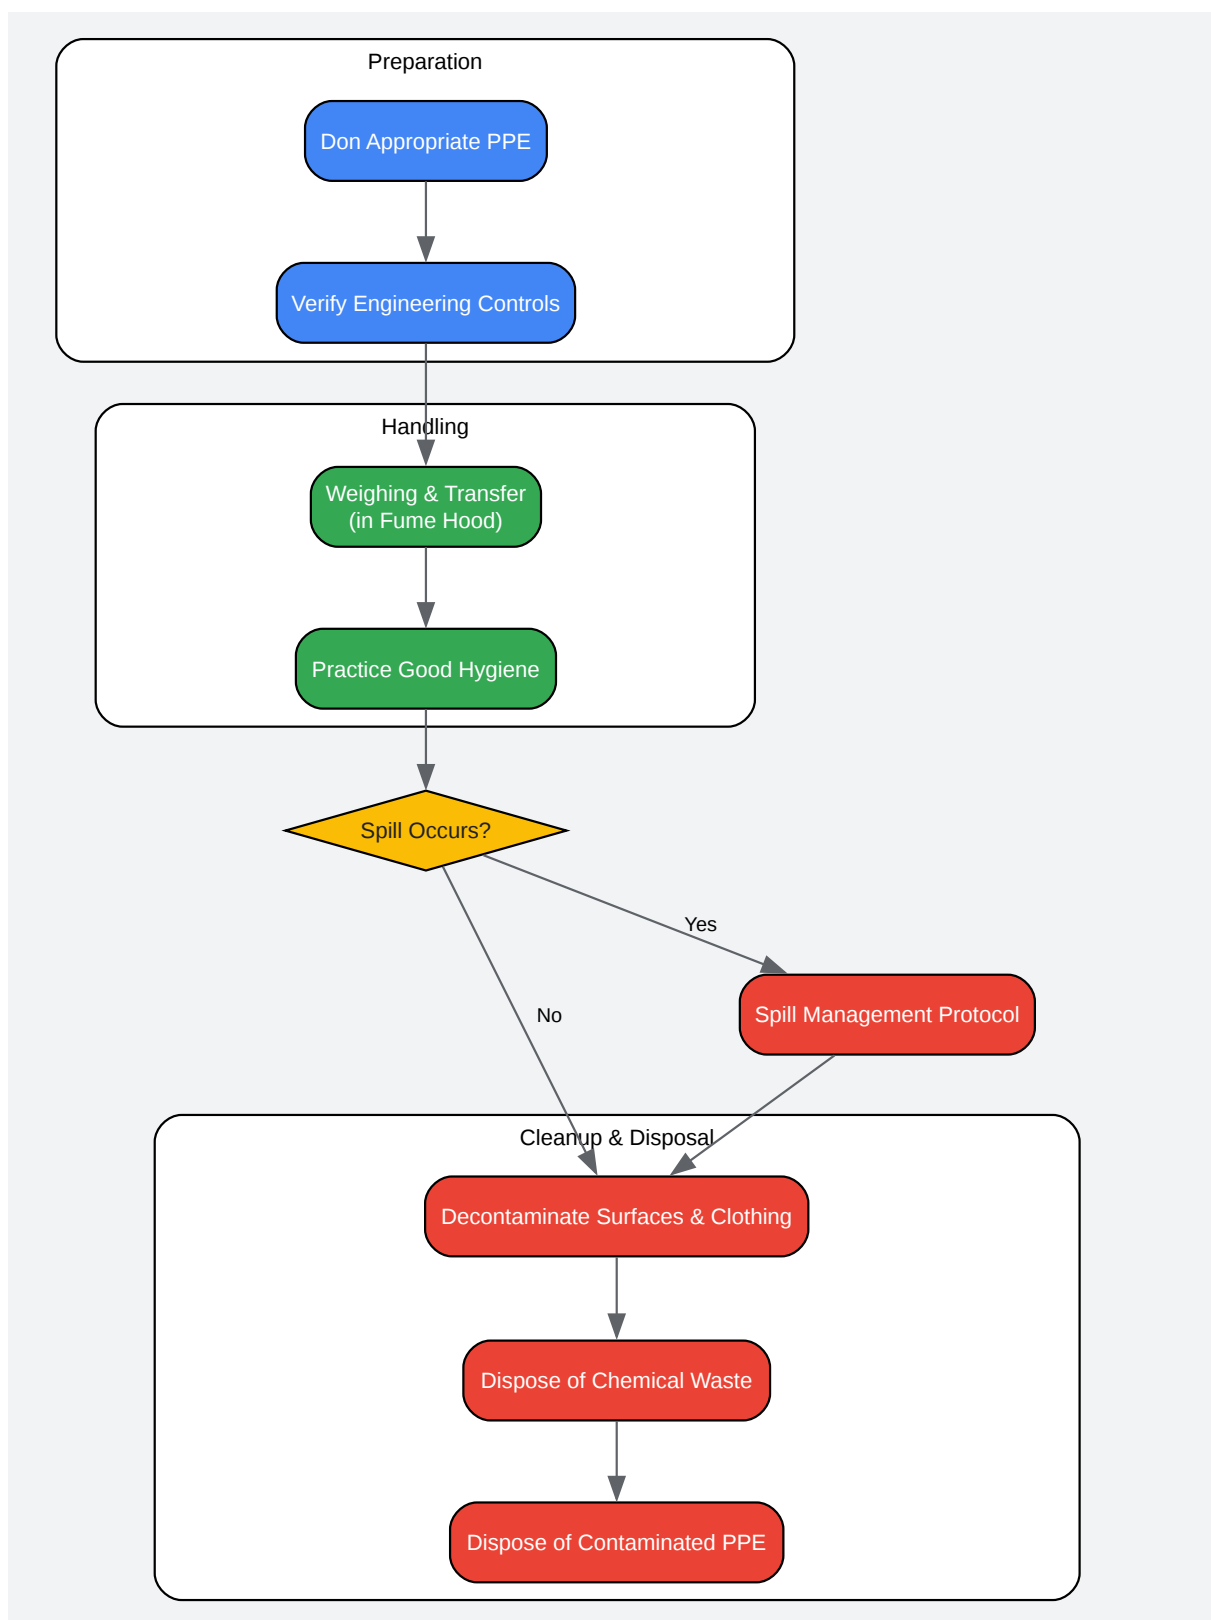 Preparation
Don Appropriate PPE
Verify Engineering Controls
Handling
Weighing & Transfer
(in Fume Hood)
Practice Good Hygiene
Spill Occurs?
Yes
No
Spill Management Protocol
Cleanup & Disposal
Decontaminate Surfaces & Clothing
Dispose of Chemical Waste
Dispose of Contaminated PPE